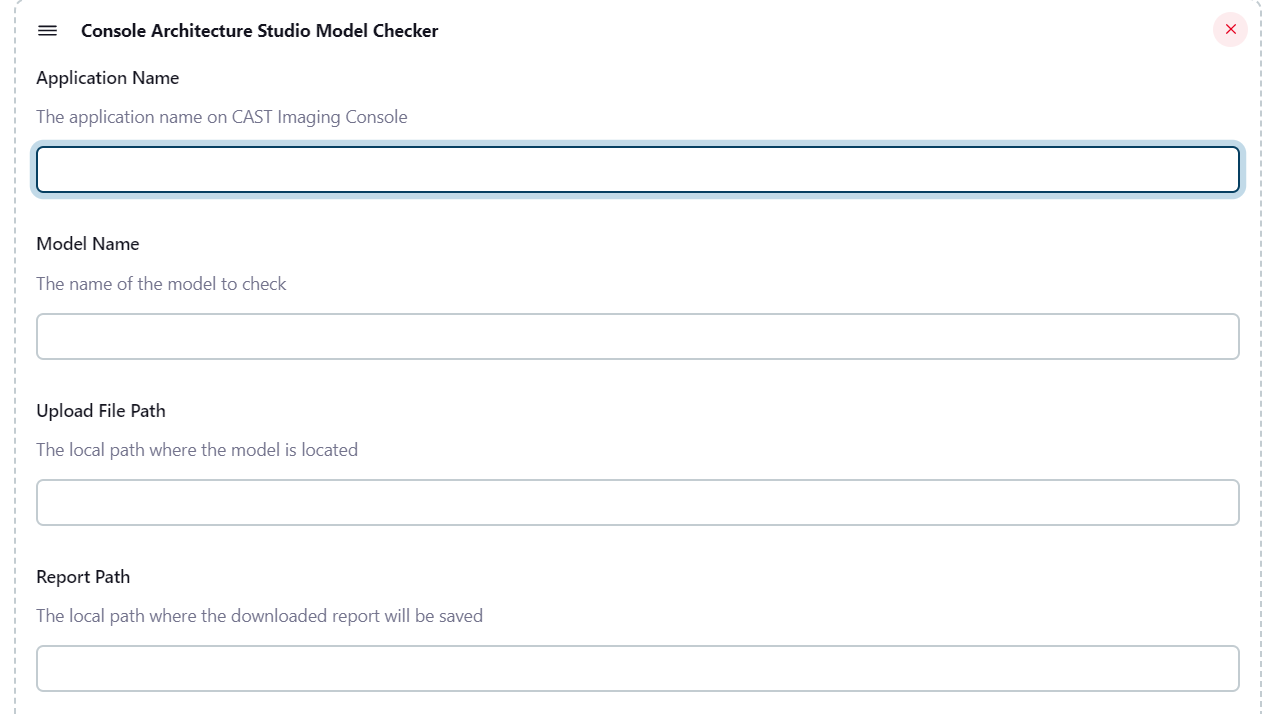 Console Architecture Studio Model Checker
Application Name
The application name on CAST Imaging Console
Model Name
The name of the model to check
Upload File Path
The local path where the model is located
Report Path
The local path where the downloaded report will be saved